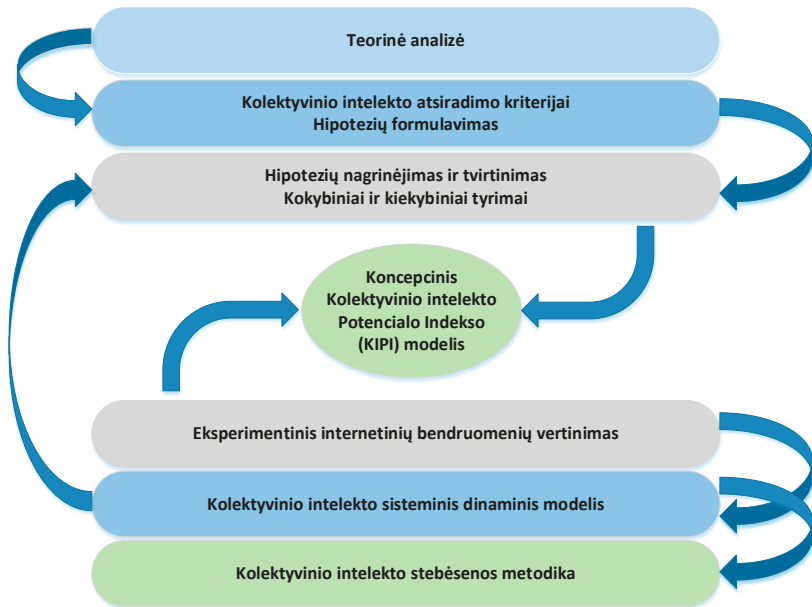 Teorinė analizė
Kolektyvinio intelekto atsiradimo kriterijai
Hipotezių formulavimas
Hipotezių nagrinėjimas ir tvirtinimas
Kokybiniai ir kiekybiniai tyrimai
Koncepcinis
Kolektyvinio intelekto
Potencialo Indekso
(KIPI) modelis
Eksperimentinis internetinių bendruomenių vertinimas
Kolektyvinio intelekto sisteminis dinaminis modelis
Kolektyvinio intelekto stebėsenos metodika